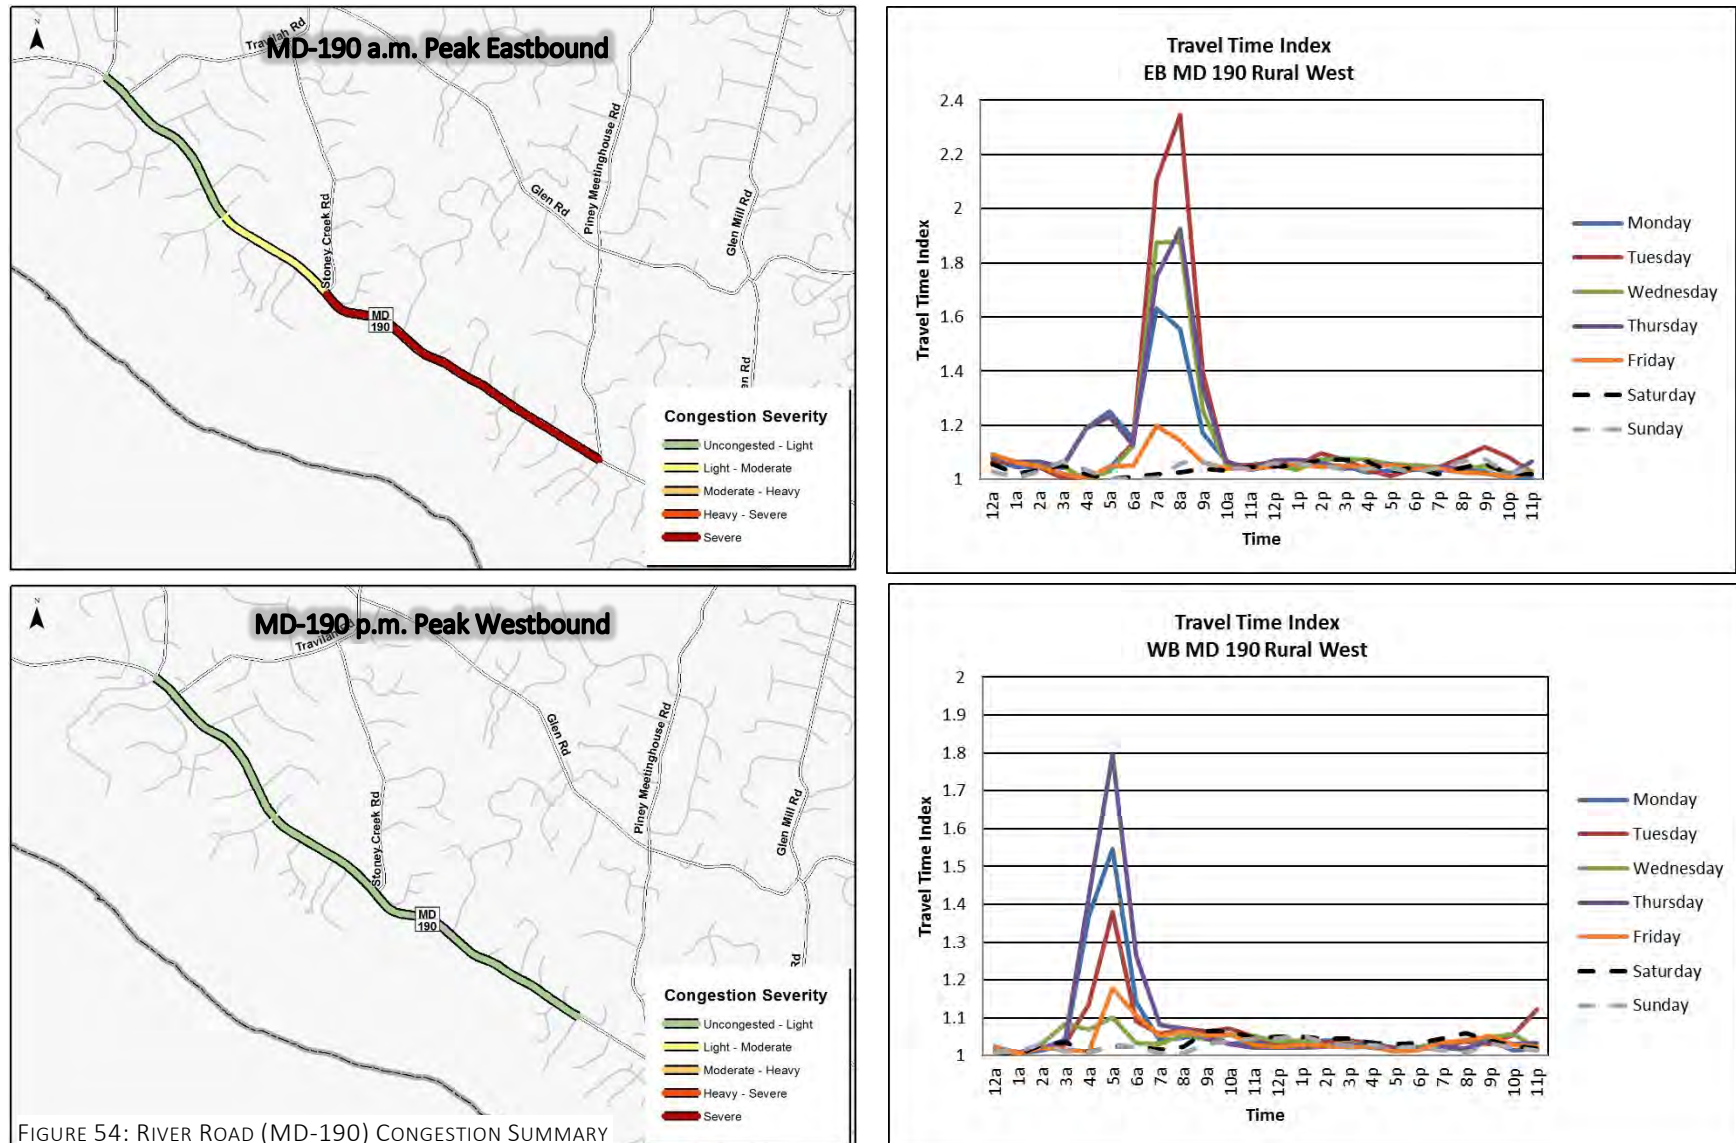 MD-190 a.m. Peak Eastbound
Travilah Rd
Stoney Creek Rd
Glen Rd
Piney Meetinghouse Rd
Glen Mill Rd
en Rd
MD
190
Congestion Severity
Uncongested - Light
Light - Moderate
Moderate - Heavy
Heavy - Severe
Severe
Travel Time Index
EB MD 190 Rural West
Travel Time Index
2.4
2.2
2
1.8
1.6
1.4
1.2
1
12a 1a 2a 3a 4a 5a 6a 7a 8a 9a 10a 11a 12p 1p 2p 3p 4p 5p 6p 7p 8p 9p 10p 11p
Time
Monday
Tuesday
Wednesday
Thursday
Friday
Saturday
Sunday
MD-190 p.m. Peak Westbound
Travilah Rd
Stoney Creek Rd
Glen Rd
Piney Meetinghouse Rd
Glen Mill Rd
Rd
MD
190
Congestion Severity
Uncongested - Light
Light - Moderate
Moderate - Heavy
Heavy - Severe
Severe
FIGURE 54: RIVER ROAD (MD-190) CONGESTION SUMMARY
Travel Time Index
WB MD 190 Rural West
Travel Time Index
2
1.9
1.8
1.7
1.6
1.5
1.4
1.3
1.2
1.1
1
12a 1a 2a 3a 4a 5a 6a 7a 8a 9a 10a 11a 12p 1p 2p 3p 4p 5p 6p 7p 8p 9p 10p 11p
Time
Monday
Tuesday
Wednesday
Thursday
Friday
Saturday
Sunday